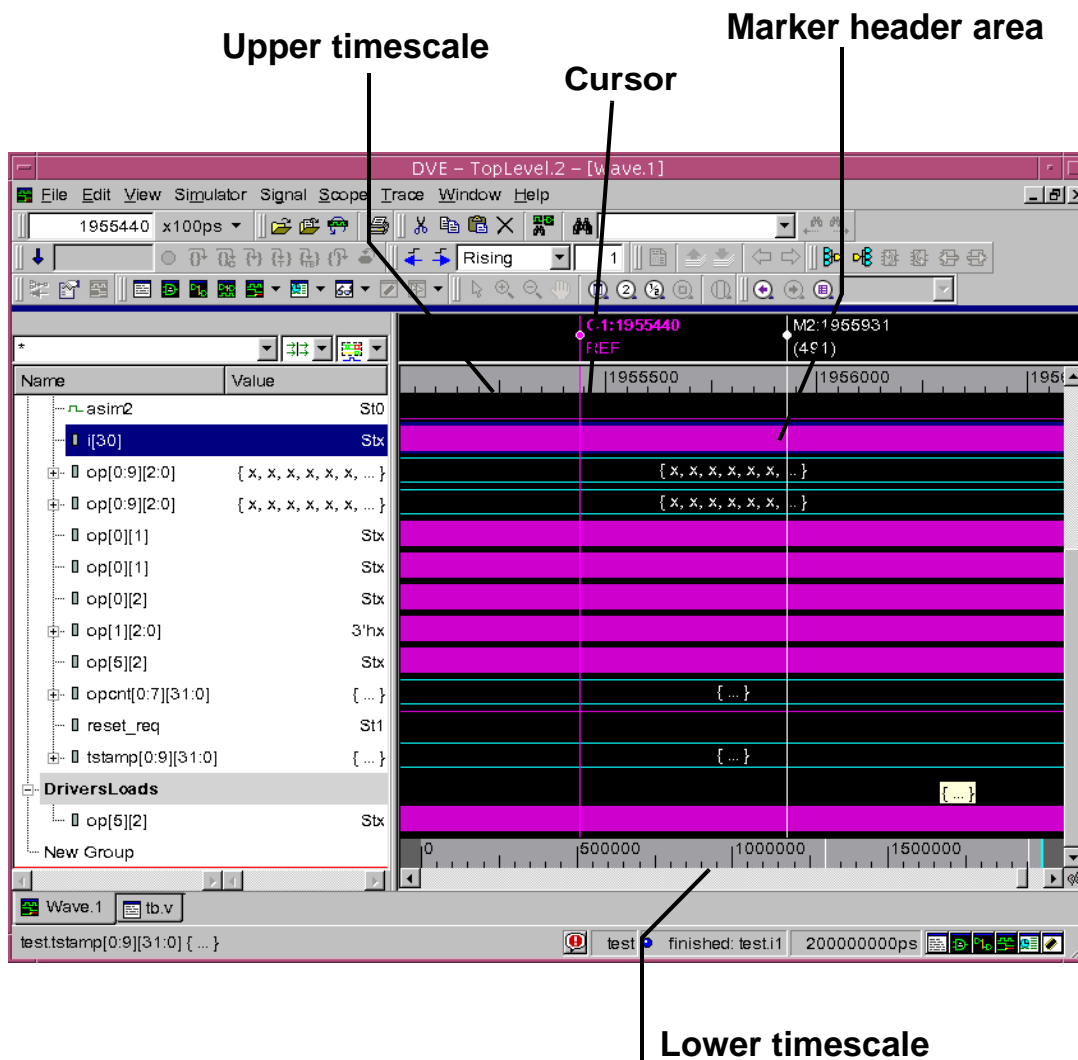 Marker header area
Upper timescale
Cursor
DVE – TopLevel.2 – [Wave.1]
File Edit View Simulator Signal Scope Trace Window Help
1955440 x100ps
Rising 1
C1:1955440 M2:1955931
REF (491)
*
Name Value 1955500 1956000
asim2 St0
i[30] Stx
op[0:9][2:0] { x, x, x, x, x, x, ... } { x, x, x, x, x, x, ... }
op[0:9][2:0] { x, x, x, x, x, x, ... } { x, x, x, x, x, x, ... }
op[0][1] Stx
op[0][1] Stx
op[0][2] Stx
op[1][2:0] 3'hx
op[5][2] Stx
opcnt[0:7][31:0] { ... } { ... }
reset_req St1
tstamp[0:9][31:0] { ... } { ... }
DriversLoads { ... }
op[5][2] Stx
New Group 0 500000 1000000 1500000
Wave.1 tb.v
test.tstamp[0:9][31:0] { ... } test finished: test.i1 200000000ps
Lower timescale